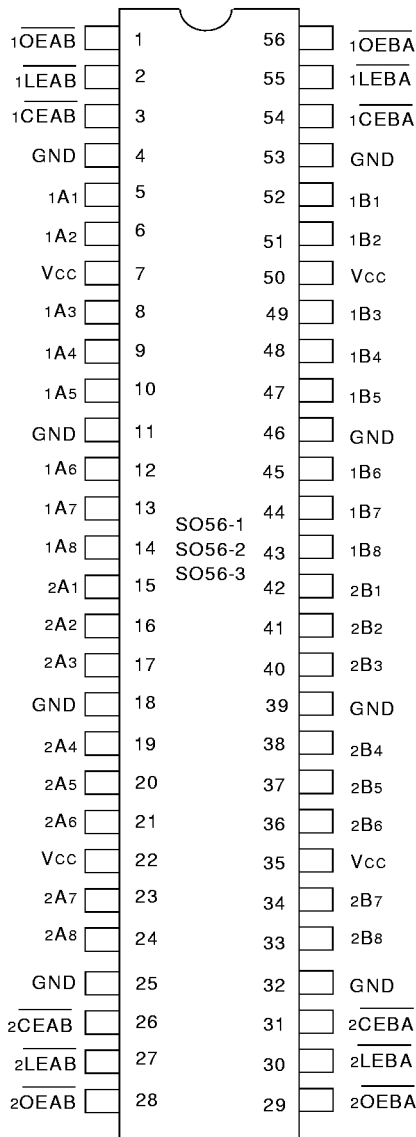 1OEAB 1 56 1OEBA
1LEAB 2 55 1LEBA
1CEAB 3 54 1CEBA
GND 4 53 GND
1A1 5 52 1B1
1A2 6 51 1B2
VCC 7 50 VCC
1A3 8 49 1B3
1A4 9 48 1B4
1A5 10 47 1B5
GND 11 46 GND
1A6 12 45 1B6
1A7 13 44 1B7
SO56-1
1A8 14 SO56-2 43 1B8
SO56-3
2A1 15 42 2B1
2A2 16 41 2B2
2A3 17 40 2B3
GND 18 39 GND
2A4 19 38 2B4
2A5 20 37 2B5
2A6 21 36 2B6
VCC 22 35 VCC
2A7 23 34 2B7
2A8 24 33 2B8
GND 25 32 GND
2CEAB 26 31 2CEBA
2LEAB 27 30 2LEBA
2OEAB 28 29 2OEBA